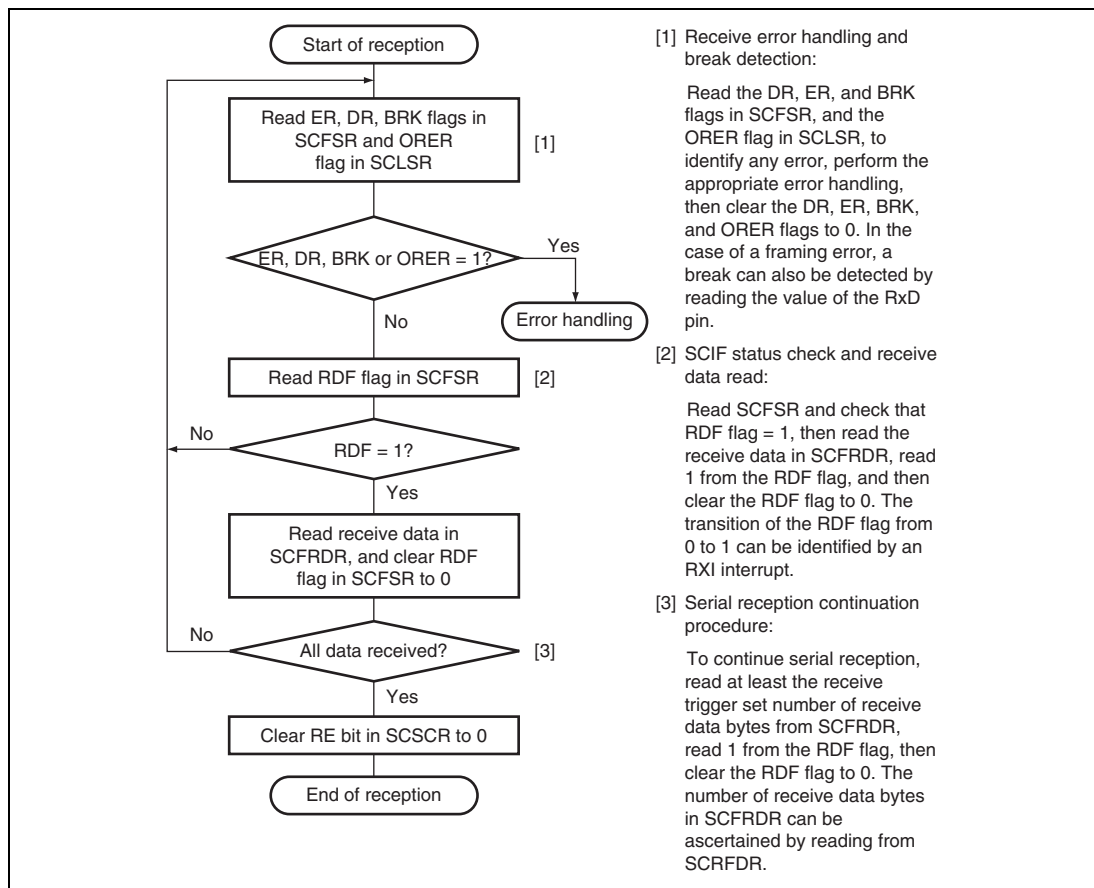 Start of reception
Read ER, DR, BRK flags in
SCFSR and ORER
flag in SCLSR
[1]
ER, DR, BRK or ORER = 1?
Yes
Error handling
No
Read RDF flag in SCFSR
[2]
No
RDF = 1?
Yes
Read receive data in
SCFRDR, and clear RDF
flag in SCFSR to 0
No
All data received?
[3]
Yes
Clear RE bit in SCSCR to 0
End of reception
[1] Receive error handling and
break detection:
Read the DR, ER, and BRK
flags in SCFSR, and the
ORER flag in SCLSR, to
identify any error, perform the
appropriate error handling,
then clear the DR, ER, BRK,
and ORER flags to 0. In the
case of a framing error, a
break can also be detected by
reading the value of the RxD
pin.
[2] SCIF status check and receive
data read:
Read SCFSR and check that
RDF flag = 1, then read the
receive data in SCFRDR, read
1 from the RDF flag, and then
clear the RDF flag to 0. The
transition of the RDF flag from
0 to 1 can be identified by an
RXI interrupt.
[3] Serial reception continuation
procedure:
To continue serial reception,
read at least the receive
trigger set number of receive
data bytes from SCFRDR,
read 1 from the RDF flag, then
clear the RDF flag to 0. The
number of receive data bytes
in SCFRDR can be
ascertained by reading from
SCRFDR.